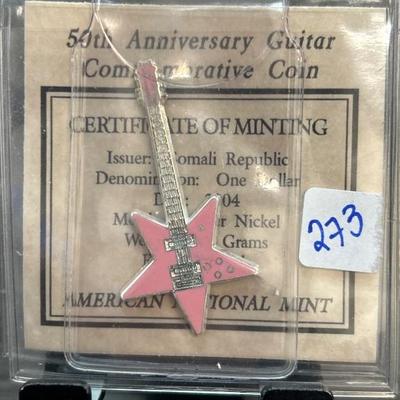 50th Anniversary Guitar
Commemorative Coin
CERTIFICATE OF MINTING
Issuer: Somali Republic
Denomination: One Dollar
2004
Nickel
Grams
AMERICAN NATIONAL MINT
273